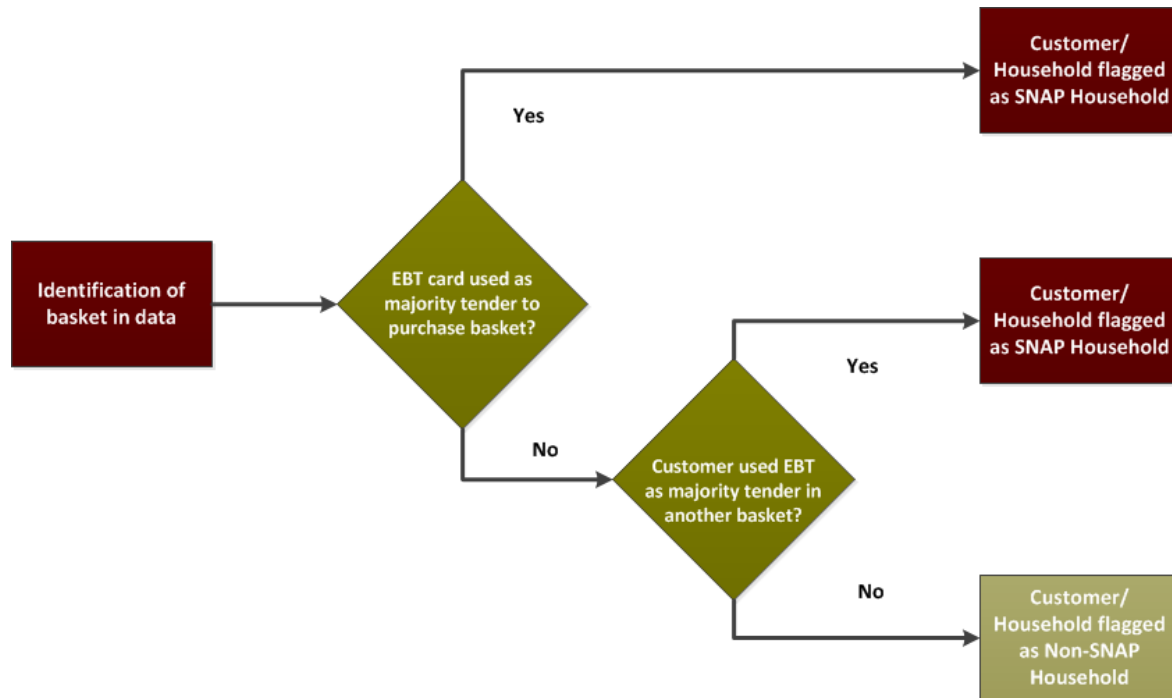 Customer/
Household flagged
as SNAP Household
Yes
Identification of
basket in data
EBT card used as
majority tender to
purchase basket?
Customer/
Household flagged
as SNAP Household
Yes
No
Customer used EBT
as majority tender in
another basket?
No
Customer/
Household flagged
as Non-SNAP
Household